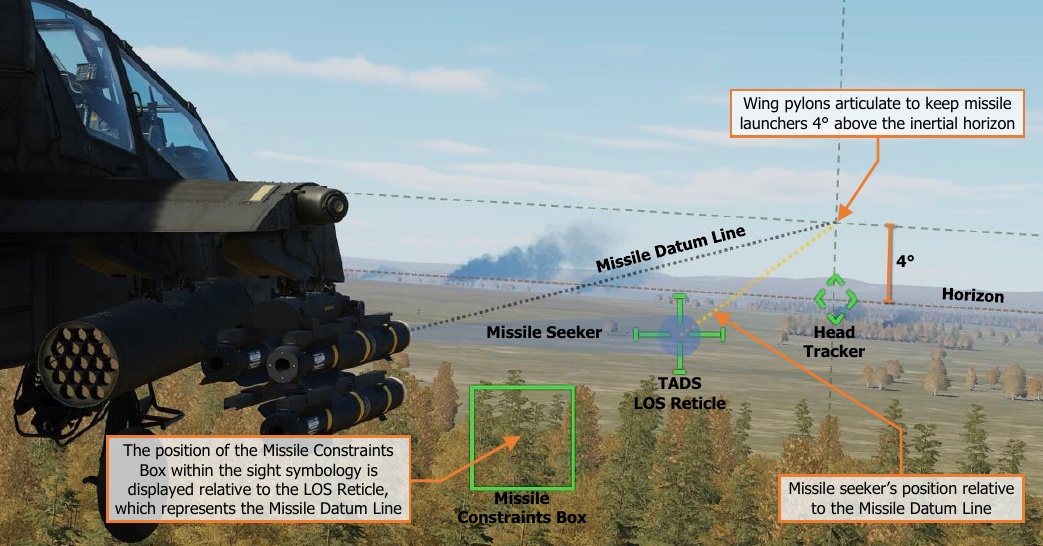 Wing pylons articulate to keep missile
launchers 4° above the inertial horizon
Missile Datum Line
4°
Horizon
Missile Seeker
Head
Tracker
TADS
LOS Reticle
The position of the Missile Constraints
Box within the sight symbology is
displayed relative to the LOS Reticle,
which represents the Missile Datum Line
Missile
Constraints Box
Missile seeker's position relative
to the Missile Datum Line